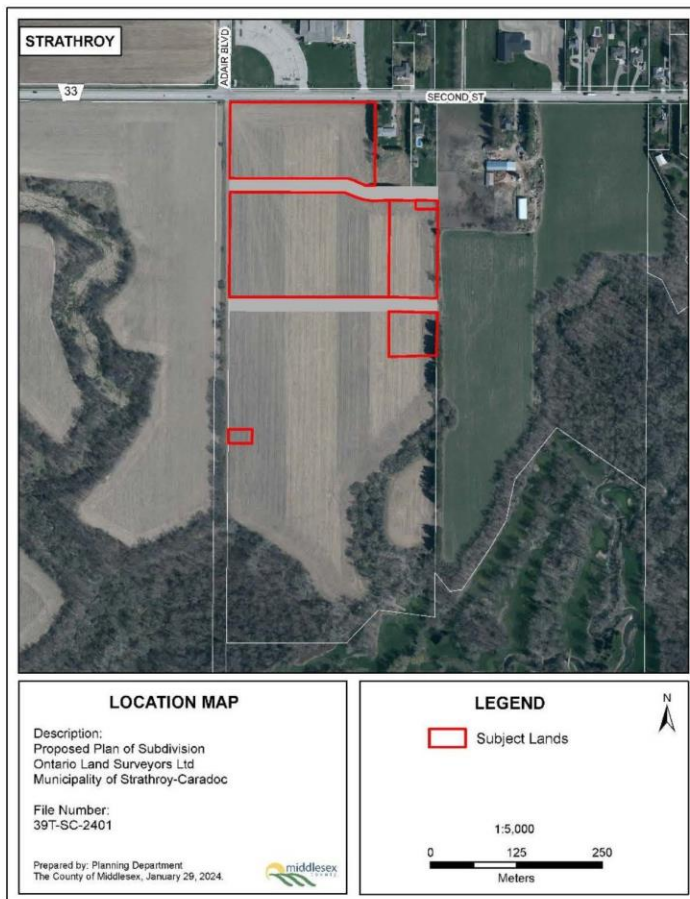 STRATHROY
ADAIR BLVD
33
SECOND ST
LOCATION MAP
Description:
Proposed Plan of Subdivision
Ontario Land Surveyors Ltd
Municipality of Strathroy-Caradoc
File Number:
39T-SC-2401
Prepared by: Planning Department
The County of Middlesex, January 29, 2024.
middlesex
COUNTY
LEGEND
N
Subject Lands
1:5,000
0 125 250
Meters